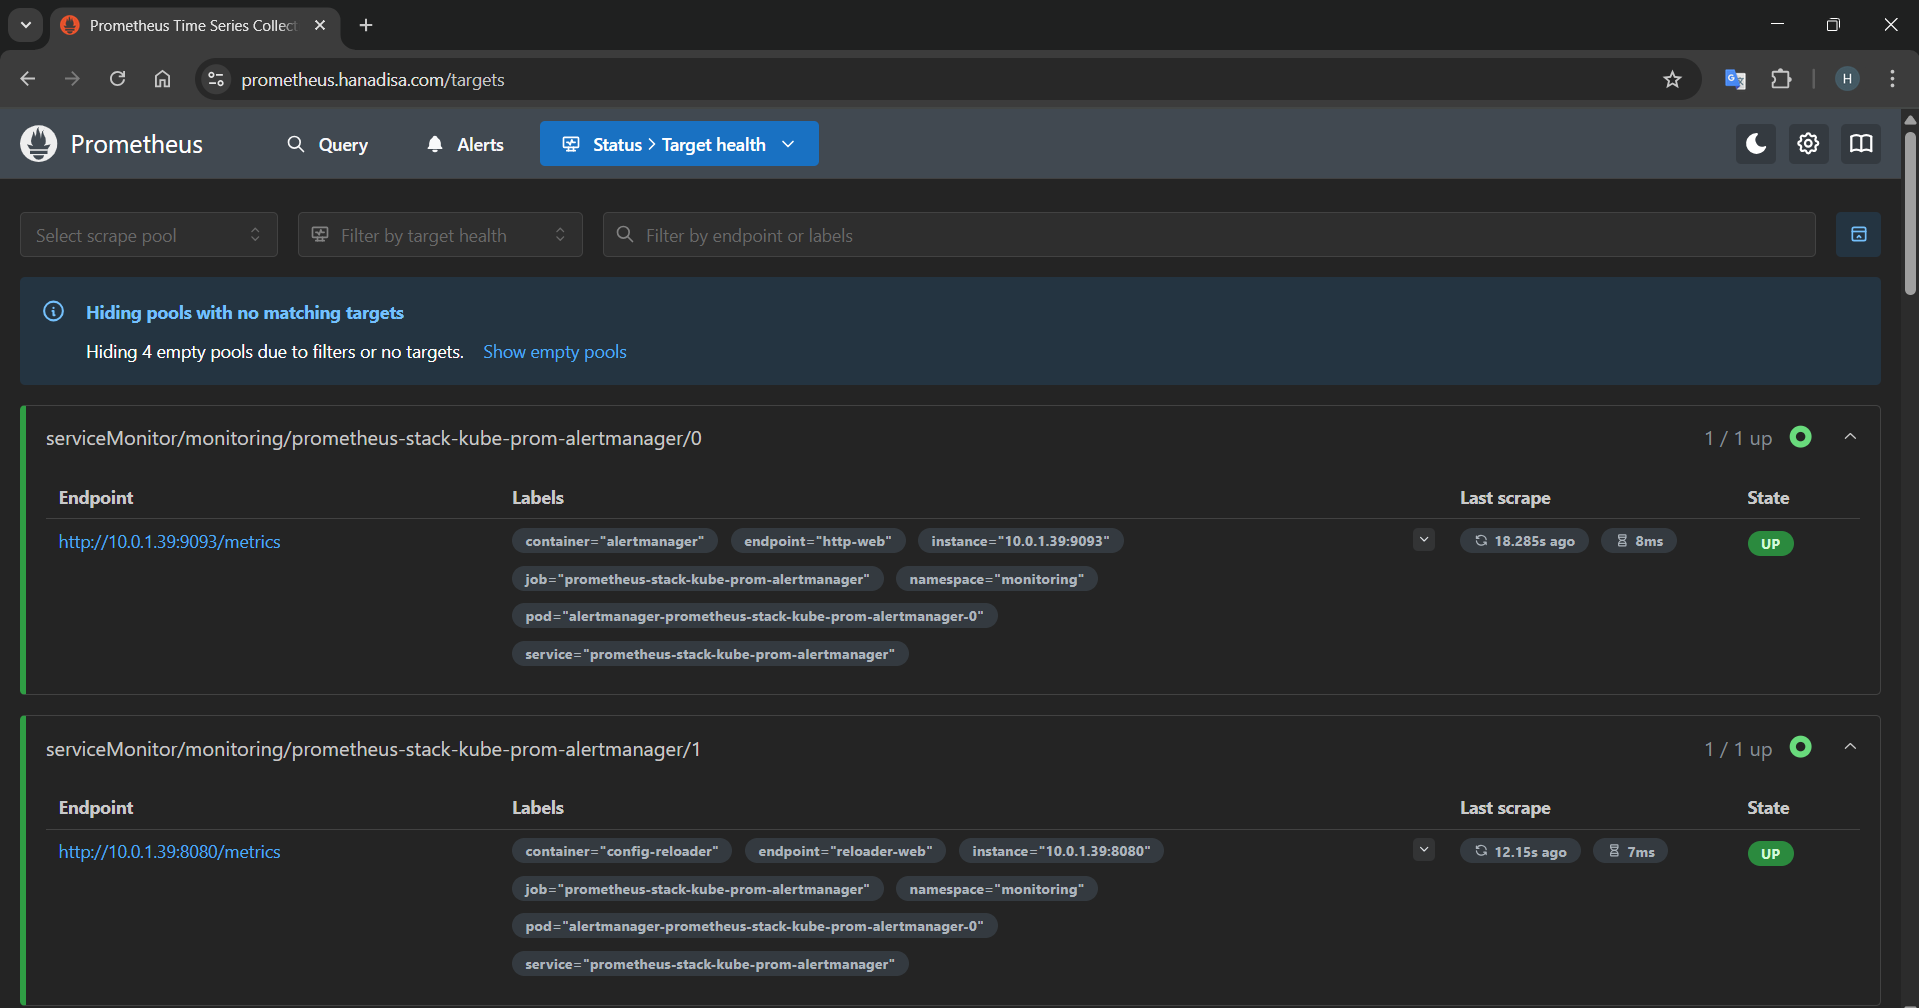 Prometheus Time Series Collect
prometheus.hanadisa.com/targets
H
Prometheus Query Alerts Status > Target health
Select scrape pool Filter by target health Filter by endpoint or labels
Hiding pools with no matching targets
Hiding 4 empty pools due to filters or no targets. Show empty pools
serviceMonitor/monitoring/prometheus-stack-kube-prom-alertmanager/0 1 / 1 up
Endpoint Labels Last scrape State
http://10.0.1.39:9093/metrics container="alertmanager" endpoint="http-web" instance="10.0.1.39:9093" 18.285s ago 8ms UP
job="prometheus-stack-kube-prom-alertmanager" namespace="monitoring"
pod="alertmanager-prometheus-stack-kube-prom-alertmanager-0"
service="prometheus-stack-kube-prom-alertmanager"
serviceMonitor/monitoring/prometheus-stack-kube-prom-alertmanager/1 1 / 1 up
Endpoint Labels Last scrape State
http://10.0.1.39:8080/metrics container="config-reloader" endpoint="reloader-web" instance="10.0.1.39:8080" 12.15s ago 7ms UP
job="prometheus-stack-kube-prom-alertmanager" namespace="monitoring"
pod="alertmanager-prometheus-stack-kube-prom-alertmanager-0"
service="prometheus-stack-kube-prom-alertmanager"